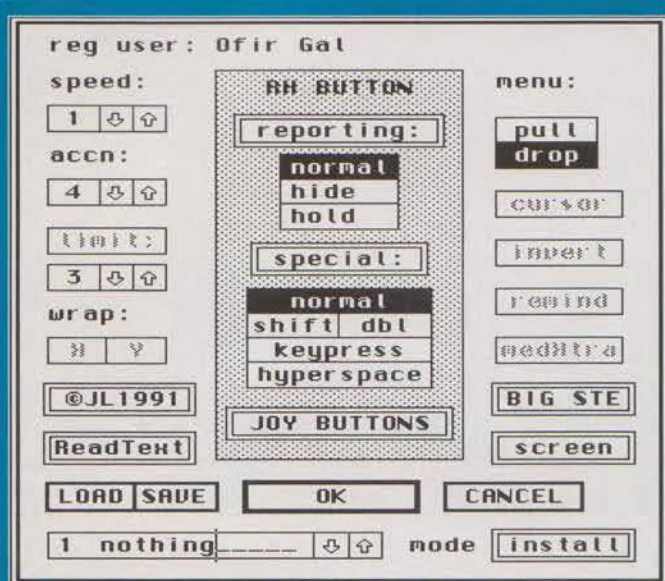 reg user: Ofir Gal
speed:
1
accn:
4
limit:
3
wrap:
X Y
©JL1991
ReadText
RH BUTTON
reporting:
normal
hide
hold
special:
normal
shift dbl
keypress
hyperspace
JOY BUTTONS
menu:
pull
drop
cursor
invert
remind
medXtra
BIG STE
screen
LOAD SAVE OK CANCEL
1 nothing_____ mode install